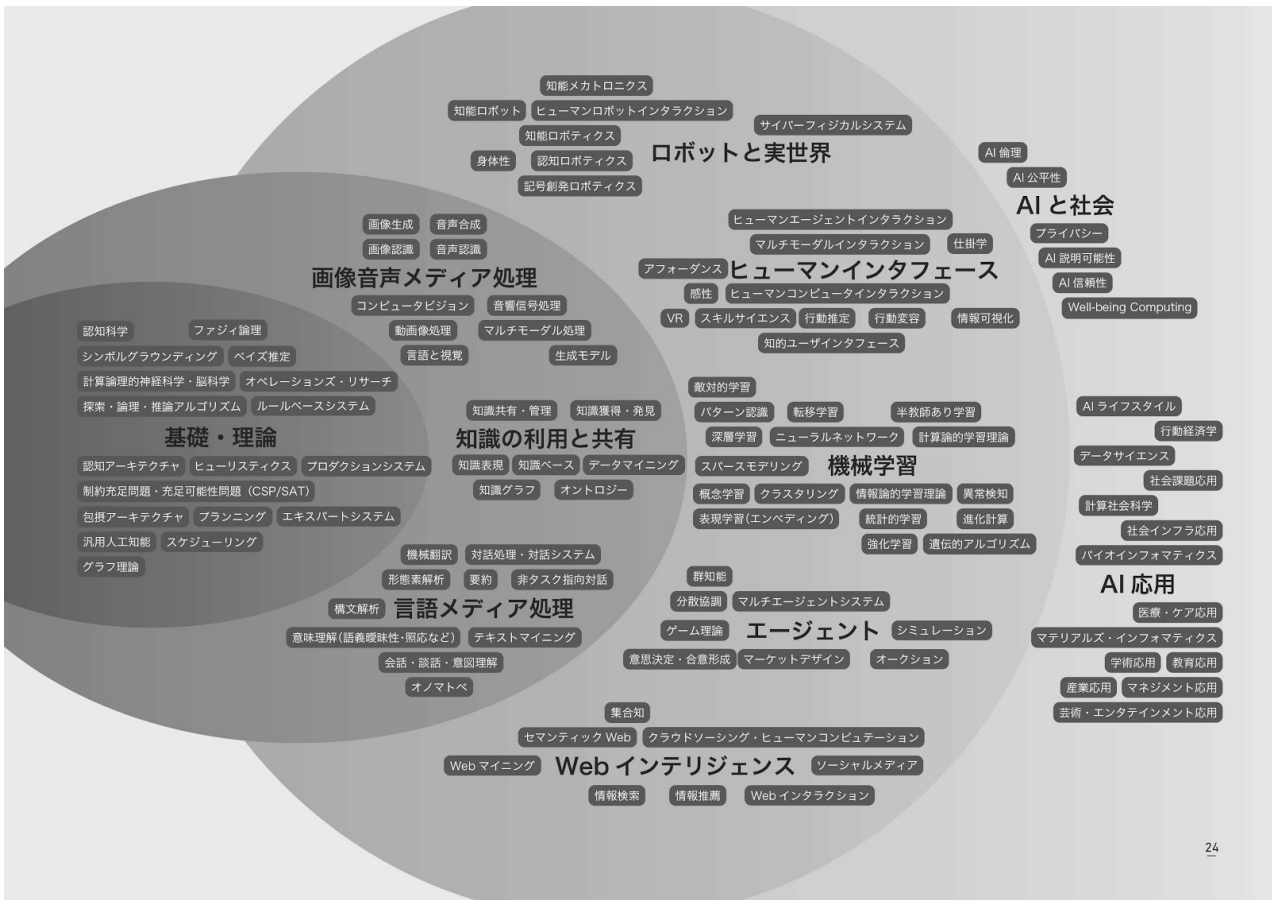 知能メカトロニクス
知能ロボット ヒューマンロボットインタラクション
サイバーフィジカルシステム
知能ロボティクス
ロボットと実世界
身体性 認知ロボティクス
記号創発ロボティクス
AI 倫理
AI 公平性
AI と社会
プライバシー
AI 説明可能性
AI 信頼性
Well-being Computing
画像生成 音声合成
画像認識 音声認識
画像音声メディア処理
コンピュータビジョン 音響信号処理
動画像処理 マルチモーダル処理
言語と視覚 生成モデル
ヒューマンエージェントインタラクション
マルチモーダルインタラクション 仕掛学
アフォーダンス ヒューマンインタフェース
感性 ヒューマンコンピュータインタラクション
VR スキルサイエンス 行動推定 行動変容 情報可視化
知的ユーザインタフェース
認知科学 ファジィ論理
シンボルグラウンディング ベイズ推定
計算論理的神経科学・脳科学 オペレーションズ・リサーチ
探索・論理・推論アルゴリズム ルールベースシステム
基礎・理論
認知アーキテクチャ ヒューリスティクス プロダクションシステム
制約充足問題・充足可能性問題（CSP/SAT）
包摂アーキテクチャ プランニング エキスパートシステム
汎用人工知能 スケジューリング
グラフ理論
知識共有・管理 知識獲得・発見
知識の利用と共有
知識表現 知識ベース データマイニング
知識グラフ オントロジー
敵対的学習
パターン認識 転移学習 半教師あり学習
深層学習 ニューラルネットワーク 計算論的学習理論
スパースモデリング 機械学習
概念学習 クラスタリング 情報論的学習理論 異常検知
表現学習(エンベディング) 統計的学習 進化計算
強化学習 遺伝的アルゴリズム
AI ライフスタイル
行動経済学
データサイエンス
社会課題応用
計算社会科学
社会インフラ応用
バイオインフォマティクス
AI 応用
医療・ケア応用
マテリアルズ・インフォマティクス
学術応用 教育応用
産業応用 マネジメント応用
芸術・エンタテインメント応用
機械翻訳 対話処理・対話システム
形態素解析 要約 非タスク指向対話
構文解析 言語メディア処理
意味理解(語義曖昧性・照応など) テキストマイニング
会話・談話・意図理解
オノマトペ
群知能
分散協調 マルチエージェントシステム
ゲーム理論 エージェント シミュレーション
意思決定・合意形成 マーケットデザイン オークション
集合知
セマンティック Web クラウドソーシング・ヒューマンコンピュテーション
Web マイニング Web インテリジェンス ソーシャルメディア
情報検索 情報推薦 Web インタラクション
24